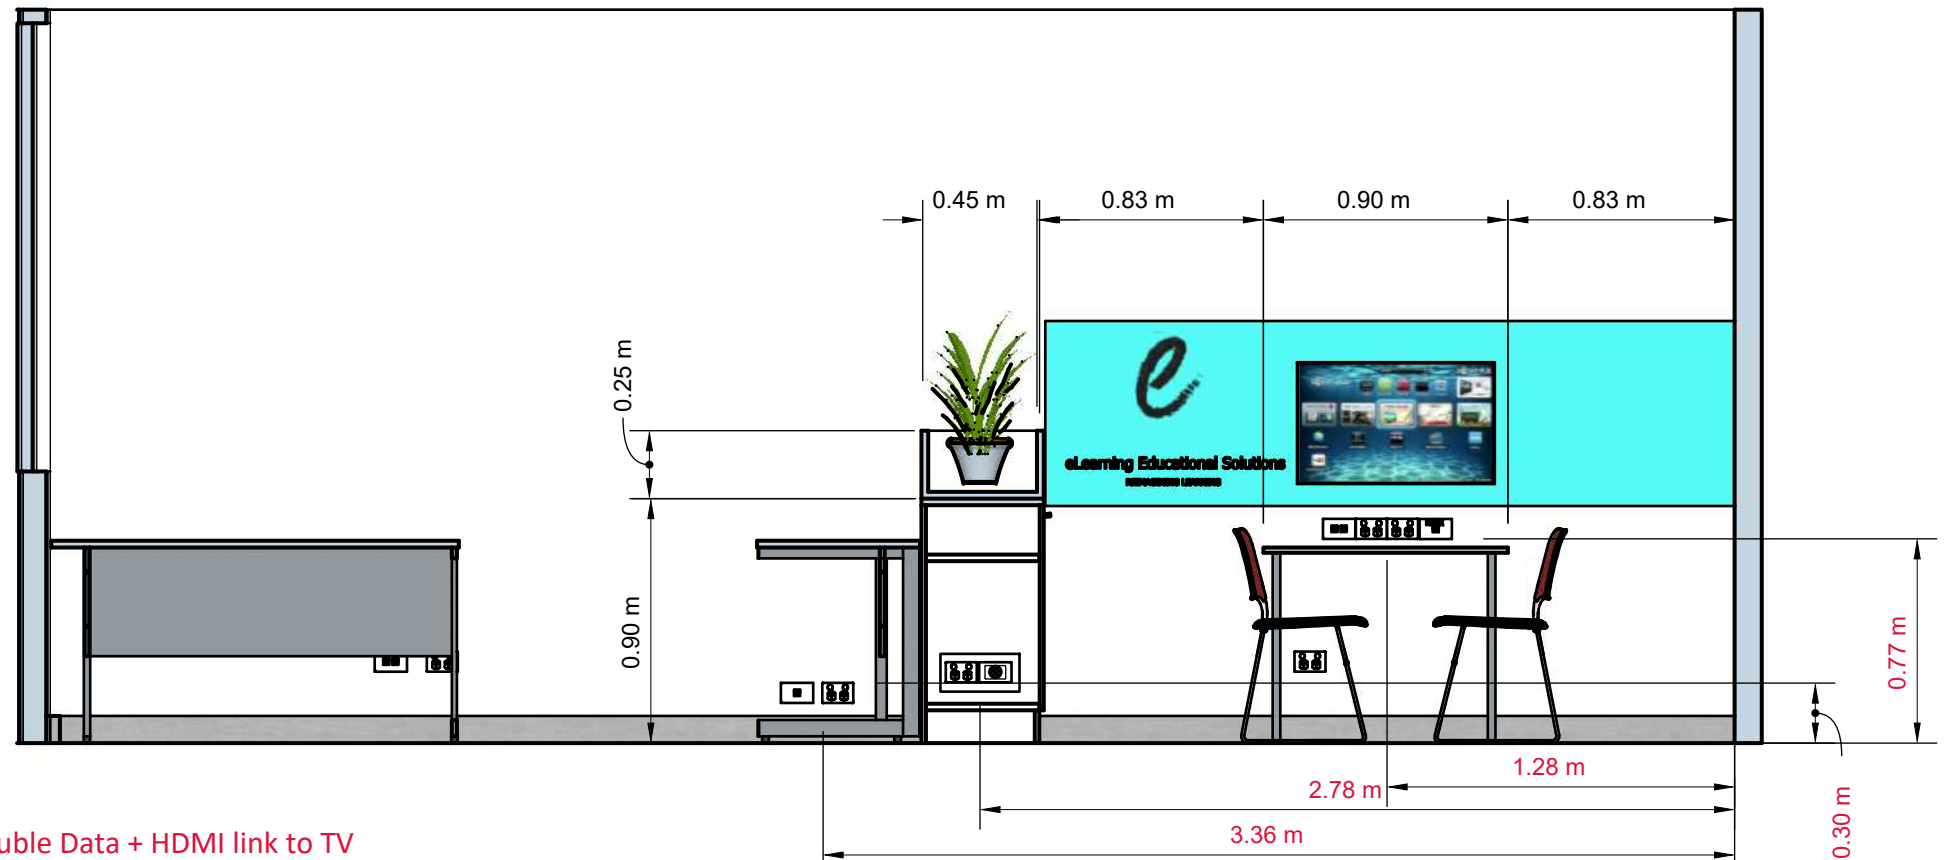 0.45 m
0.83 m
0.90 m
0.83 m
0.25 m
e
eLearning Educational Solutions
0.90 m
0.77 m
1.28 m
2.78 m
0.30 m
3.36 m
uble Data + HDMI link to TV